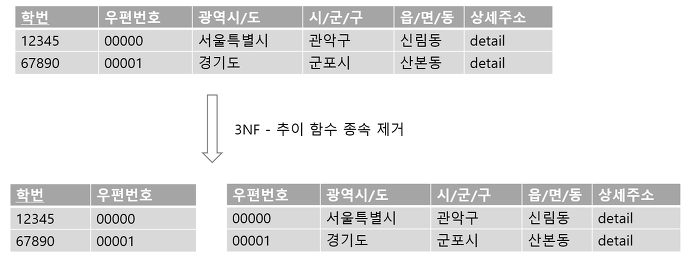 학번 우편번호 광역시/도 시/군/구 읍/면/동 상세주소
12345 00000 서울특별시 관악구 신림동 detail
67890 00001 경기도 군포시 산본동 detail
3NF - 추이 함수 종속 제거
학번 우편번호 우편번호 광역시/도 시/군/구 읍/면/동 상세주소
12345 00000 00000 서울특별시 관악구 신림동 detail
67890 00001 00001 경기도 군포시 산본동 detail